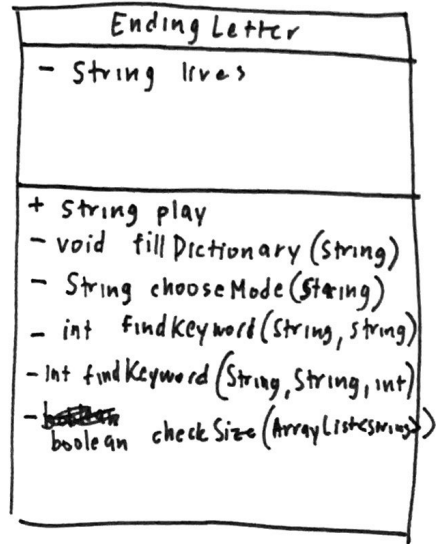 Ending Letter
- String lives
+ String play
- void fillDictionary (String)
- String chooseMode (String)
- int findKeyword (String, String)
- Int findKeyword (String, String, int)
- boolean checkSize (ArrayList<String>)